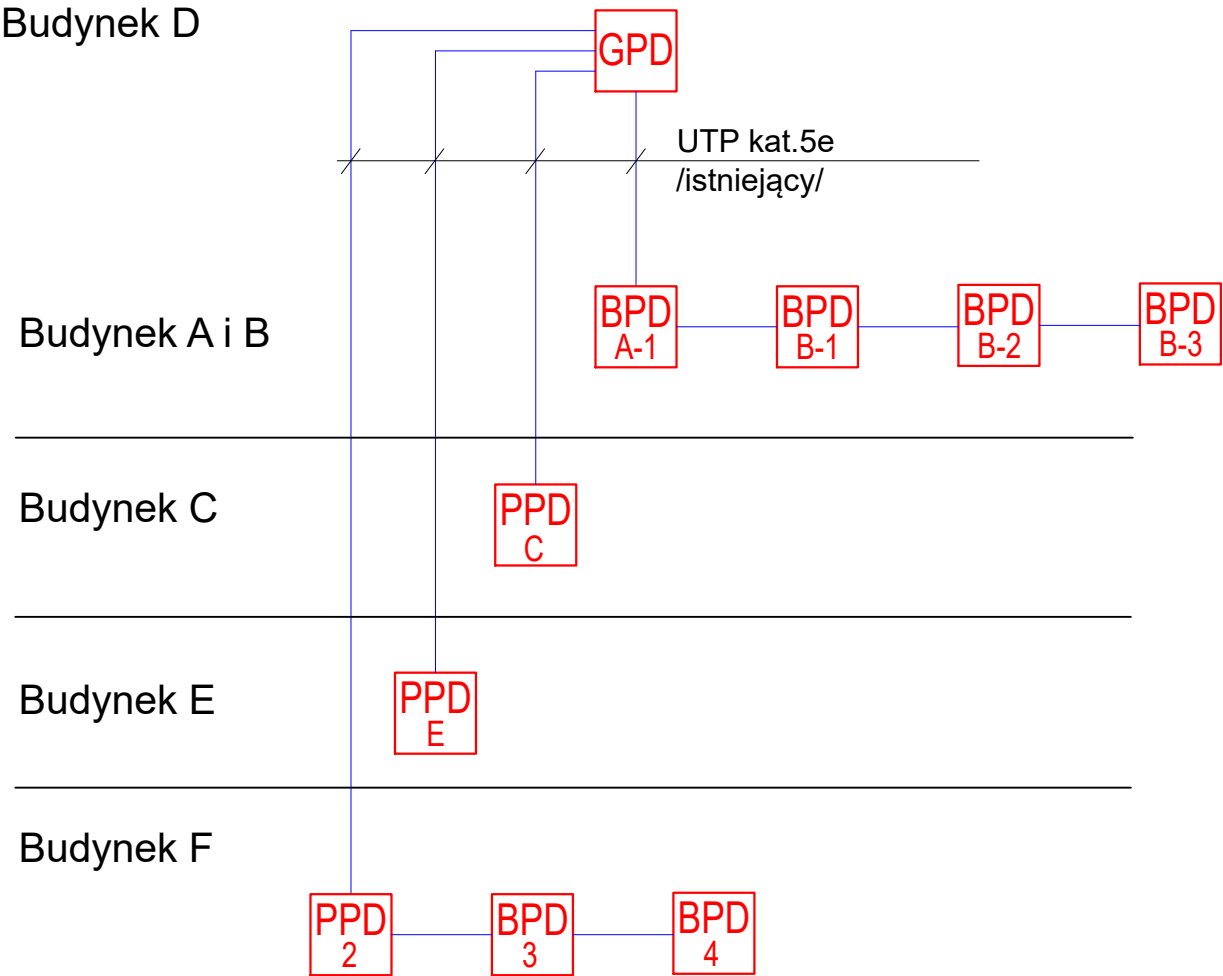 Budynek D
GPD
UTP kat.5e
/istniejący/
Budynek A i B
BPD
A-1
BPD
B-1
BPD
B-2
BPD
B-3
Budynek C
PPD
C
Budynek E
PPD
E
Budynek F
PPD
2
BPD
3
BPD
4